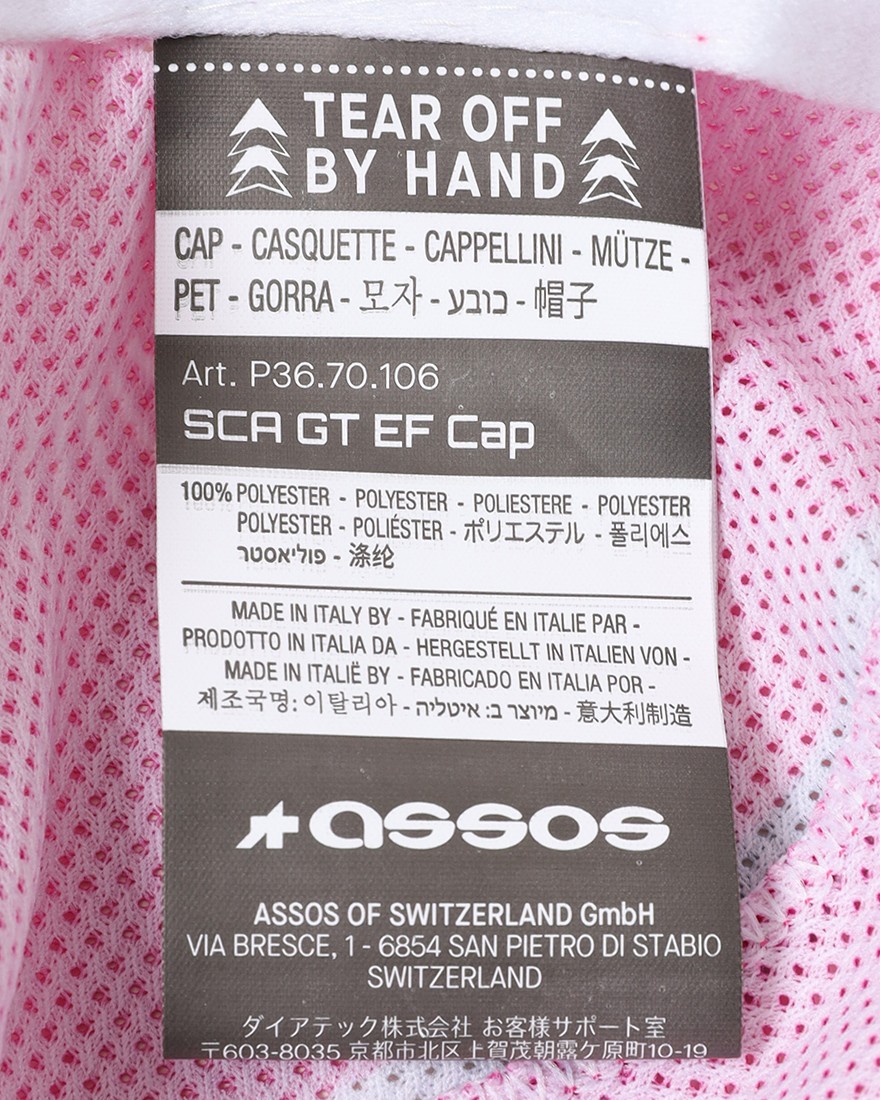 TEAR OFF
BY HAND
CAP - CASQUETTE - CAPPELLINI - MÜTZE -
PET - GORRA - 모자 - כובע - 帽子
Art. P36.70.106
SCA GT EF Cap
100% POLYESTER - POLYESTER - POLIESTERE - POLYESTER
POLYESTER - POLIÉSTER - ポリエステル - 폴리에스
פוליאסטר - 涤纶
MADE IN ITALY BY - FABRIQUÉ EN ITALIE PAR -
PRODOTTO IN ITALIA DA - HERGESTELLT IN ITALIEN VON -
MADE IN ITALIË BY - FABRICADO EN ITALIA POR -
제조국명: 이탈리아 - מיוצר ב: איטליה - 意大利制造
assos
ASSOS OF SWITZERLAND GmbH
VIA BRESCE, 1 - 6854 SAN PIETRO DI STABIO
SWITZERLAND
ダイアテック株式会社 お客様サポート室
〒603-8035 京都市北区上賀茂朝露ケ原町10-19